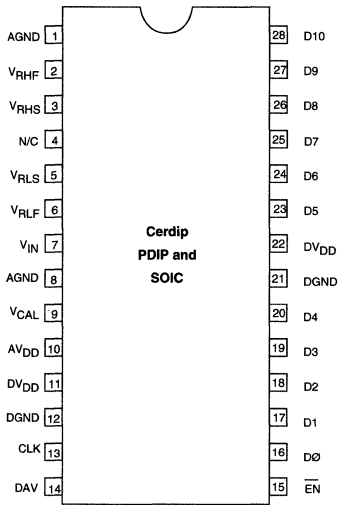 AGND 1 28 D10
VRHF 2 27 D9
VRHS 3 26 D8
N/C 4 25 D7
VRLS 5 24 D6
VRLF 6 23 D5
Cerdip
VIN 7 22 DVDD
PDIP and
SOIC
AGND 8 21 DGND
VCAL 9 20 D4
AVDD 10 19 D3
DVDD 11 18 D2
DGND 12 17 D1
CLK 13 16 DØ
DAV 14 15 E̅N̅